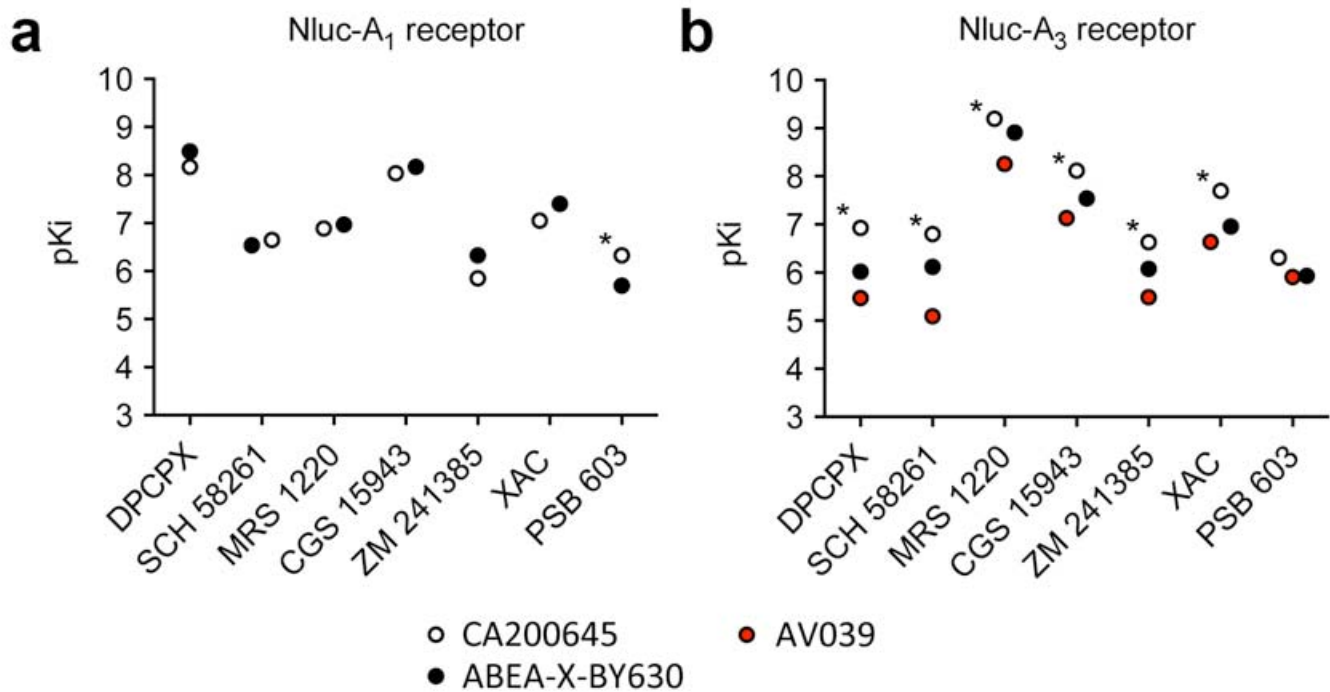 a
Nluc-A₁ receptor
10
9
8
7
6
5
4
3
pKi
*
DPCPX
SCH 58261
MRS 1220
CGS 15943
ZM 241385
XAC
PSB 603
b
Nluc-A₃ receptor
10
9
8
7
6
5
4
3
pKi
*
*
*
*
*
*
DPCPX
SCH 58261
MRS 1220
CGS 15943
ZM 241385
XAC
PSB 603
CA200645
ABEA-X-BY630
AV039